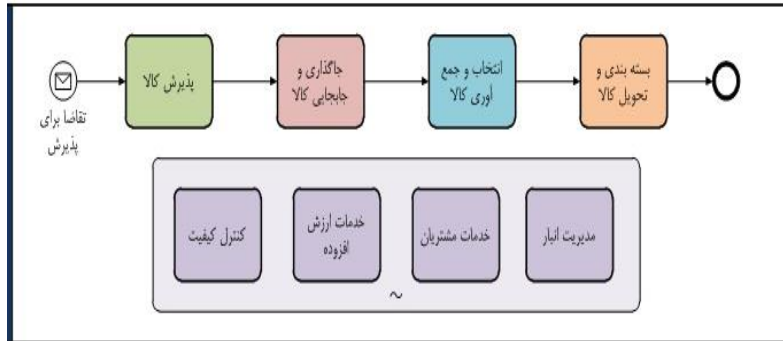 پذیرش کالا
جاگذاری و
جابجایی کالا
انتخاب و جمع
آوری کالا
بسته بندی و
تحویل کالا
تقاضا برای
پذیرش
کنترل کیفیت
خدمات ارزش
افزوده
خدمات مشتریان
مدیریت انبار
~